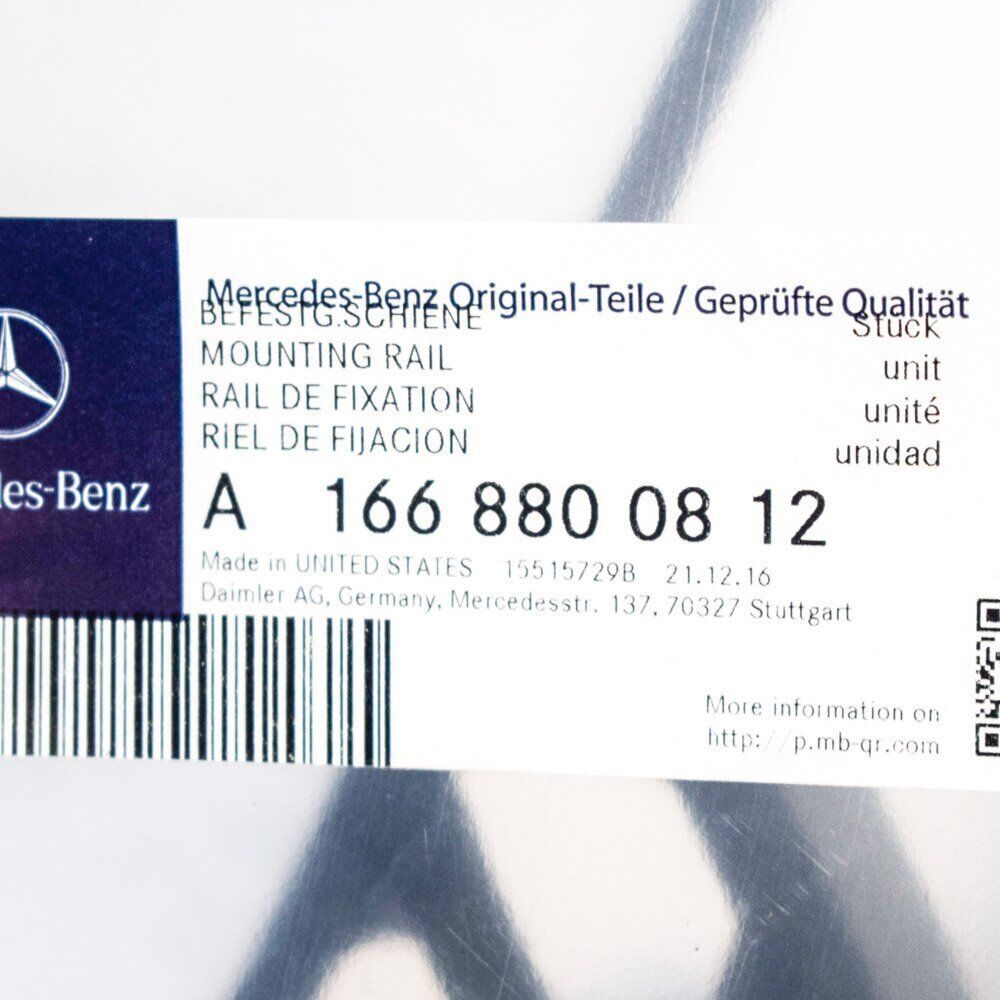 Mercedes-Benz Original-Teile / Geprüfte Qualität
BEFESTG.SCHIENE Stück
MOUNTING RAIL unit
RAIL DE FIXATION unité
RIEL DE FIJACION unidad
les-Benz
A 166 880 08 12
Made in UNITED STATES 15515729B 21.12.16
Daimler AG, Germany, Mercedesstr. 137, 70327 Stuttgart
More information on
http://p.mb-qr.com